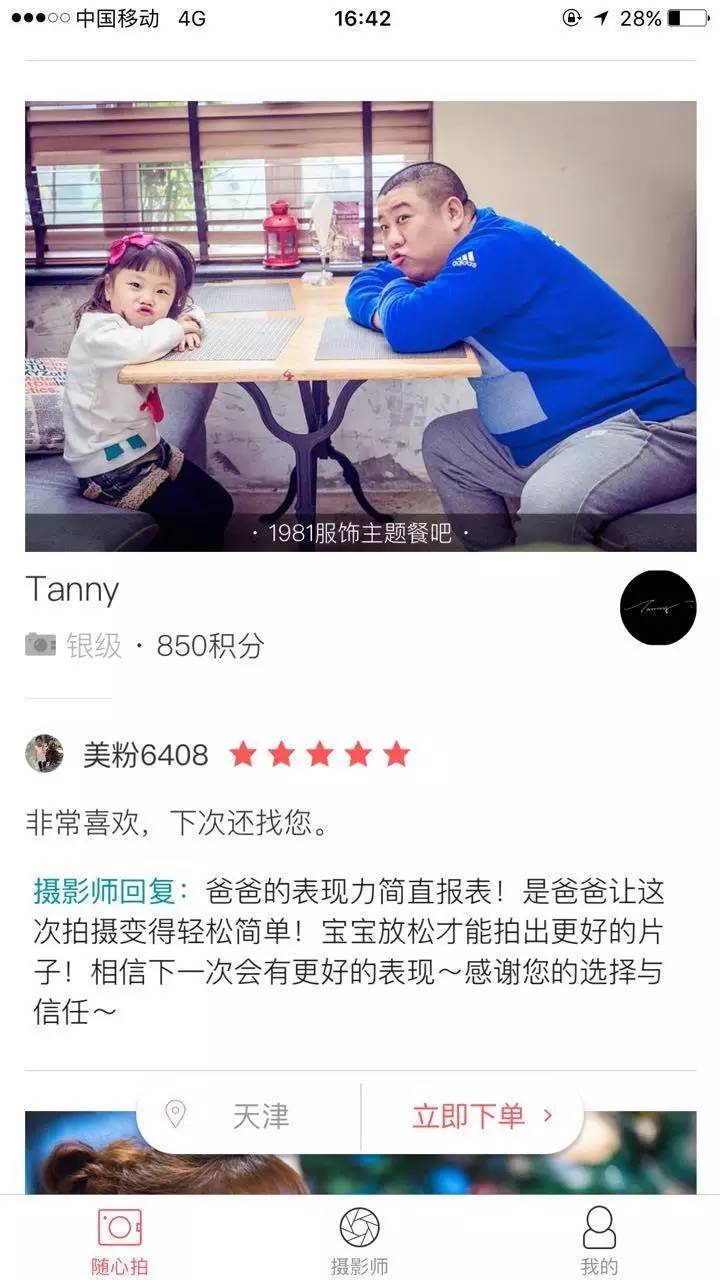 中国移动 4G 16:42 28%
adidas
· 1981服饰主题餐吧 ·
Tanny
银级 · 850积分
美粉6408
非常喜欢，下次还找您。
摄影师回复：爸爸的表现力简直报表！是爸爸让这
次拍摄变得轻松简单！宝宝放松才能拍出更好的片
子！相信下一次会有更好的表现～感谢您的选择与
信任～
天津 立即下单 >
随心拍 摄影师 我的